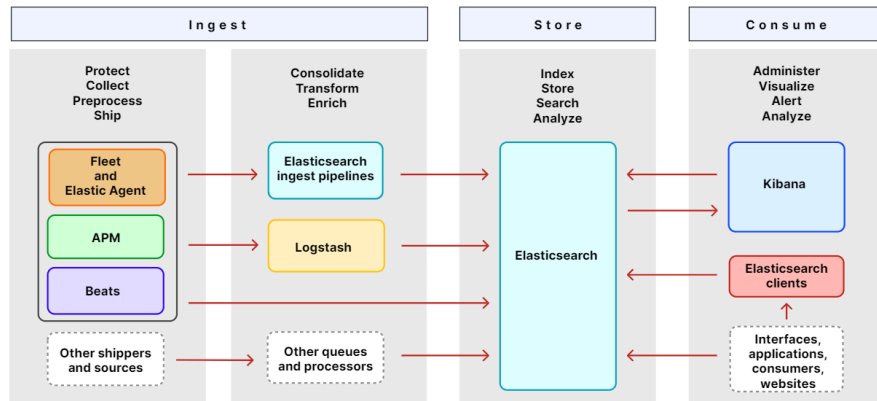 Ingest
Store
Consume
Protect
Collect
Preprocess
Ship
Consolidate
Transform
Enrich
Index
Store
Search
Analyze
Administer
Visualize
Alert
Analyze
Fleet
and
Elastic Agent
APM
Beats
Other shippers
and sources
Elasticsearch
ingest pipelines
Logstash
Other queues
and processors
Elasticsearch
Kibana
Elasticsearch
clients
Interfaces,
applications,
consumers,
websites